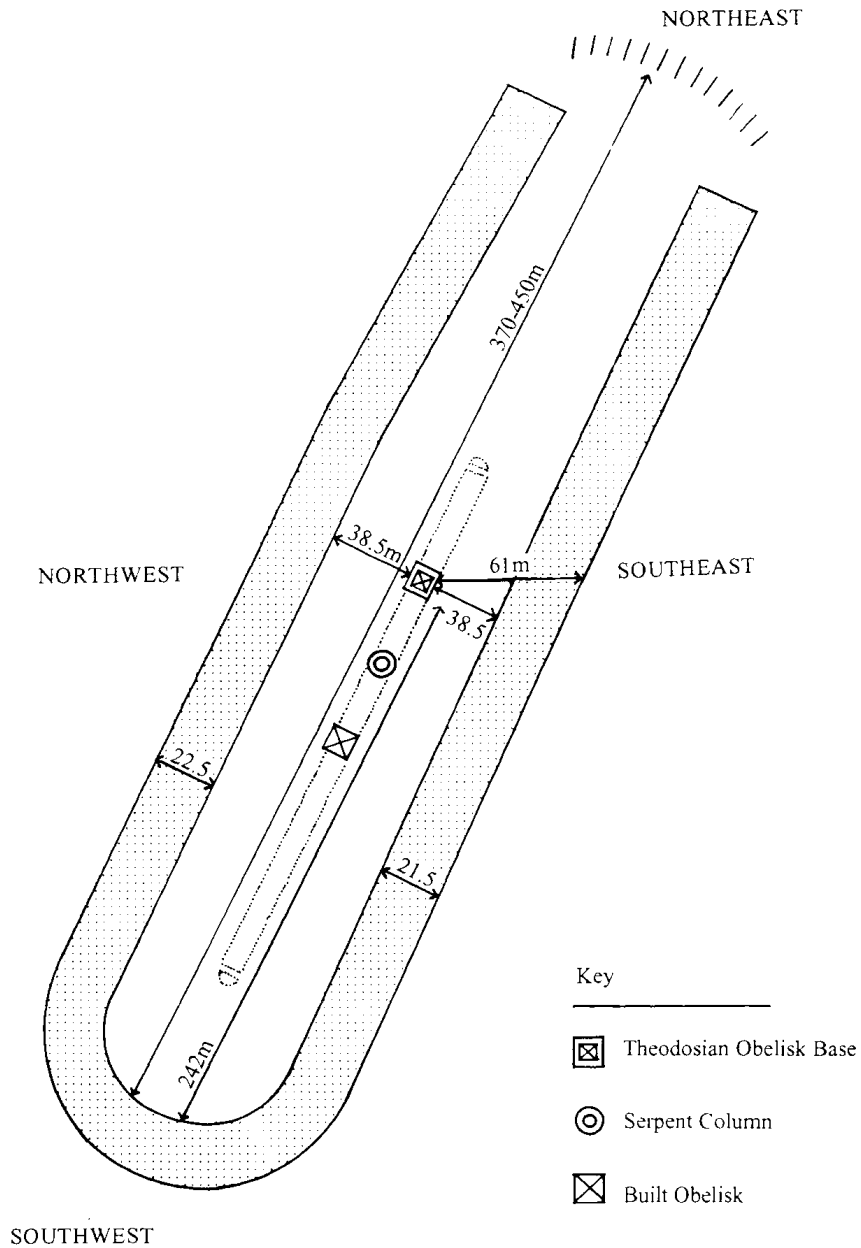 NORTHEAST
370-450m
38.5m
61m
NORTHWEST
SOUTHEAST
38.5
22.5
21.5
242m
Key
Theodosian Obelisk Base
Serpent Column
Built Obelisk
SOUTHWEST